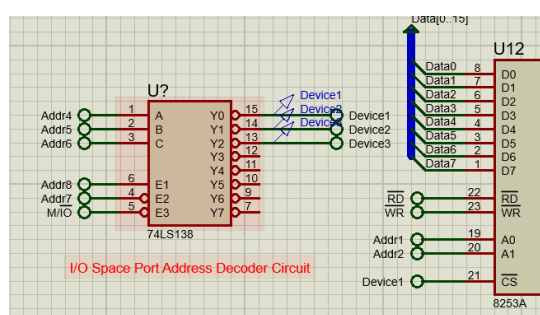 Data[0..15]
U12
Data0 8 D0
Data1 7 D1
Data2 6 D2
Data3 5 D3
Data4 4 D4
Data5 3 D5
Data6 2 D6
Data7 1 D7
RD 22 RD
WR 23 WR
Addr1 19 A0
Addr2 20 A1
Device1 21 CS
8253A
U?
Addr4 1 A Y0 15 Device1 Device1
Addr5 2 B Y1 14 Device2 Device2
Addr6 3 C Y2 13 Device3
Y3 12
Y4 11
Addr8 6 E1 Y5 10
Addr7 4 E2 Y6 9
M/IO 5 E3 Y7 7
74LS138
I/O Space Port Address Decoder Circuit